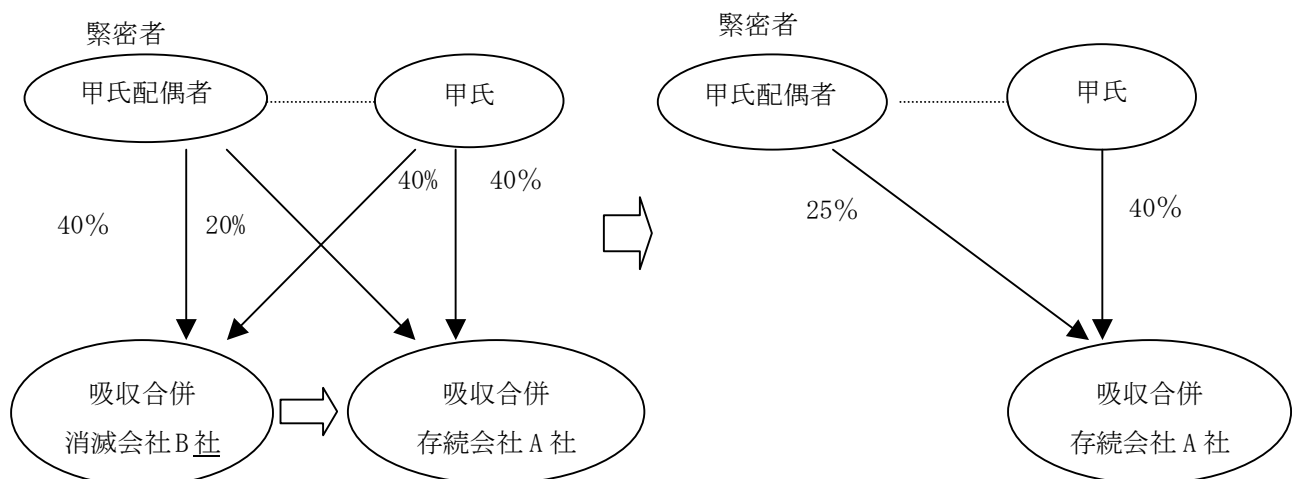 緊密者
甲氏配偶者
甲氏
40%
20%
40%
40%
吸収合併
消滅会社B社
吸収合併
存続会社A社
緊密者
甲氏配偶者
甲氏
25%
40%
吸収合併
存続会社A社